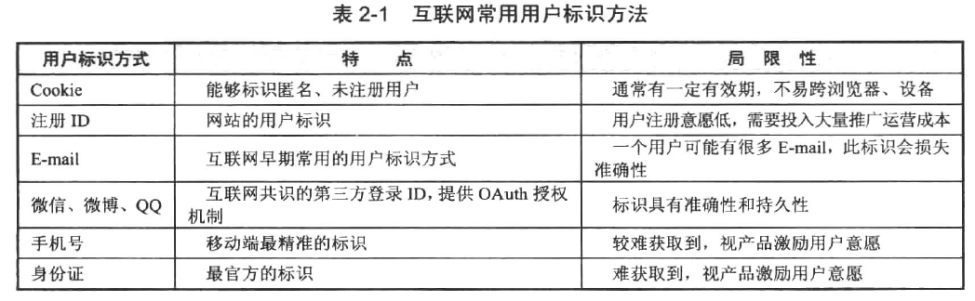 表 2-1 互联网常用用户标识方法
用户标识方式 特 点 局 限 性
Cookie 能够标识匿名、未注册用户 通常有一定有效期，不易跨浏览器、设备
注册 ID 网站的用户标识 用户注册意愿低，需要投入大量推广运营成本
E-mail 互联网早期常用的用户标识方式 一个用户可能有很多 E-mail，此标识会损失
准确性
微信、微博、QQ 互联网共识的第三方登录 ID，提供 OAuth 授权
机制 标识具有准确性和持久性
手机号 移动端最精准的标识 较难获取到，视产品激励用户意愿
身份证 最官方的标识 难获取到，视产品激励用户意愿